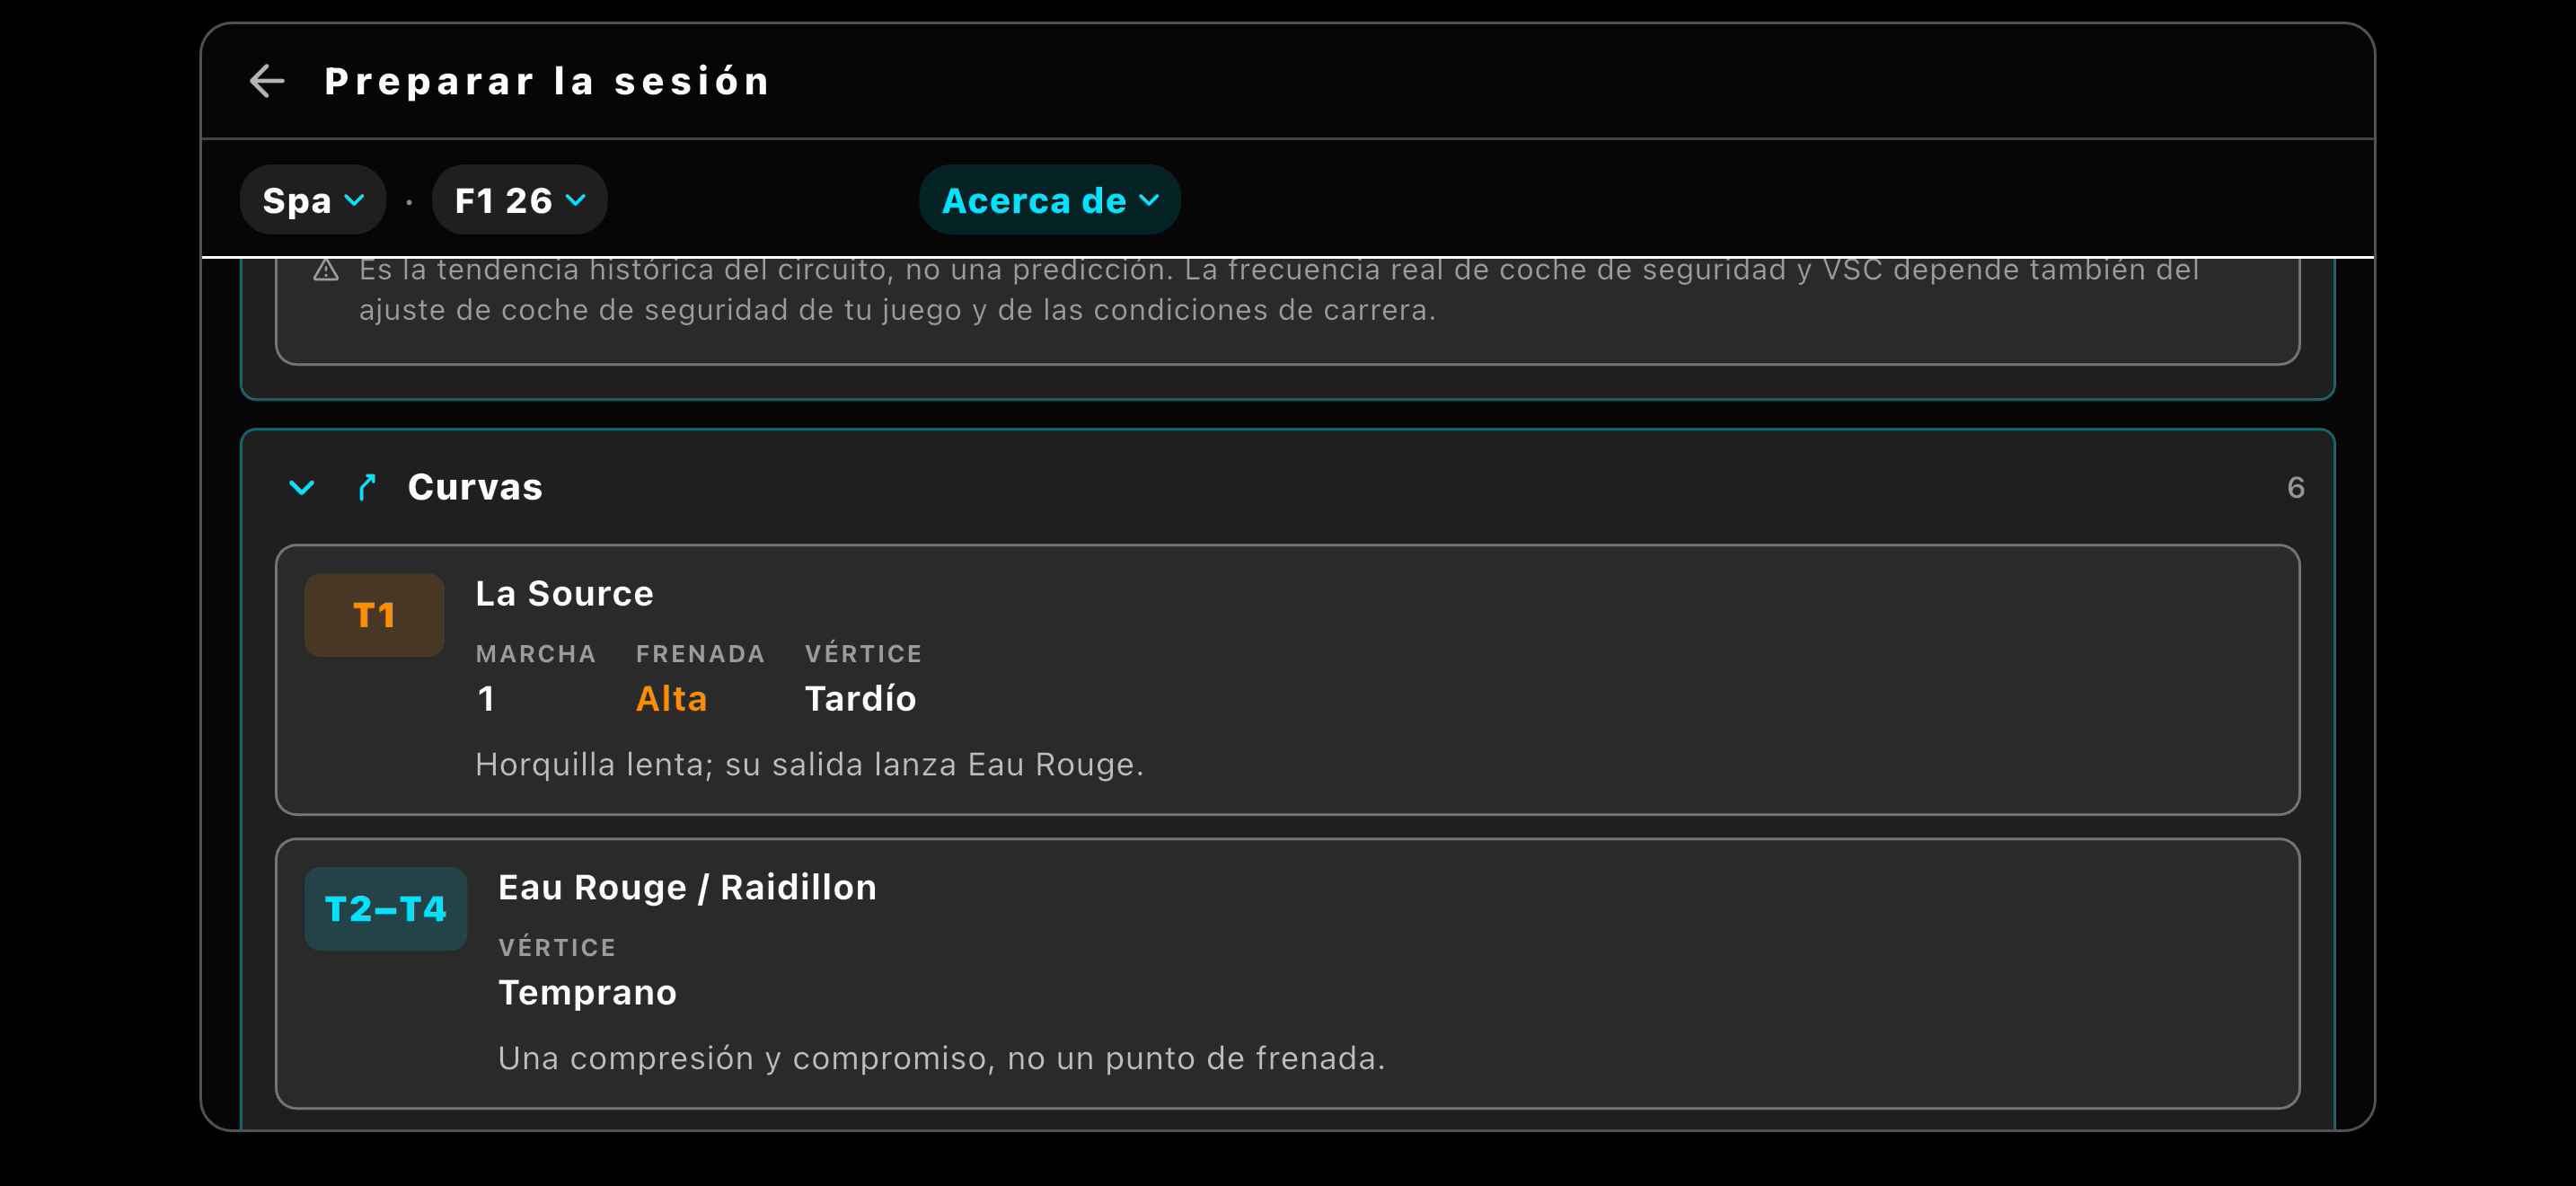 Preparar la sesión
Spa · F1 26 Acerca de
Es la tendencia histórica del circuito, no una predicción. La frecuencia real de coche de seguridad y VSC depende también del
ajuste de coche de seguridad de tu juego y de las condiciones de carrera.
Curvas 6
T1 La Source
MARCHA FRENADA VÉRTICE
1 Alta Tardío
Horquilla lenta; su salida lanza Eau Rouge.
T2–T4 Eau Rouge / Raidillon
VÉRTICE
Temprano
Una compresión y compromiso, no un punto de frenada.